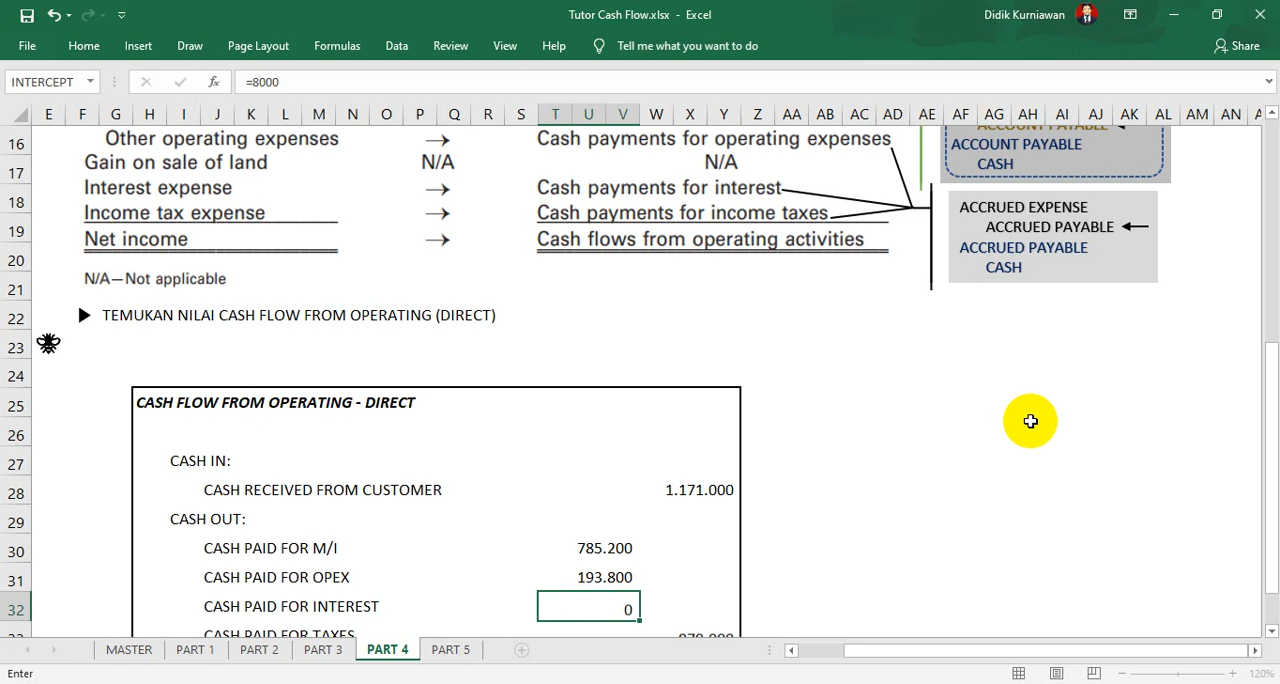 Tutor Cash Flow.xlsx - Excel
Didik Kurniawan
File Home Insert Draw Page Layout Formulas Data Review View Help Tell me what you want to do Share
INTERCEPT fx =8000
E F G H I J K L M N O P Q R S T U V W X Y Z AA AB AC AD AE AF AG AH AI AJ AK AL AM AN
ACCOUNT PAYABLE
16 Other operating expenses → Cash payments for operating expenses ACCOUNT PAYABLE
17 Gain on sale of land N/A N/A CASH
18 Interest expense → Cash payments for interest
ACCRUED EXPENSE
19 Income tax expense → Cash payments for income taxes
ACCRUED PAYABLE
20 Net income → Cash flows from operating activities
ACCRUED PAYABLE
CASH
21 N/A—Not applicable
22 TEMUKAN NILAI CASH FLOW FROM OPERATING (DIRECT)
23
24
25 CASH FLOW FROM OPERATING - DIRECT
26
27 CASH IN:
28 CASH RECEIVED FROM CUSTOMER 1.171.000
29 CASH OUT:
30 CASH PAID FOR M/I 785.200
31 CASH PAID FOR OPEX 193.800
32 CASH PAID FOR INTEREST 0
CASH PAID FOR TAXES
MASTER PART 1 PART 2 PART 3 PART 4 PART 5
Enter 120%